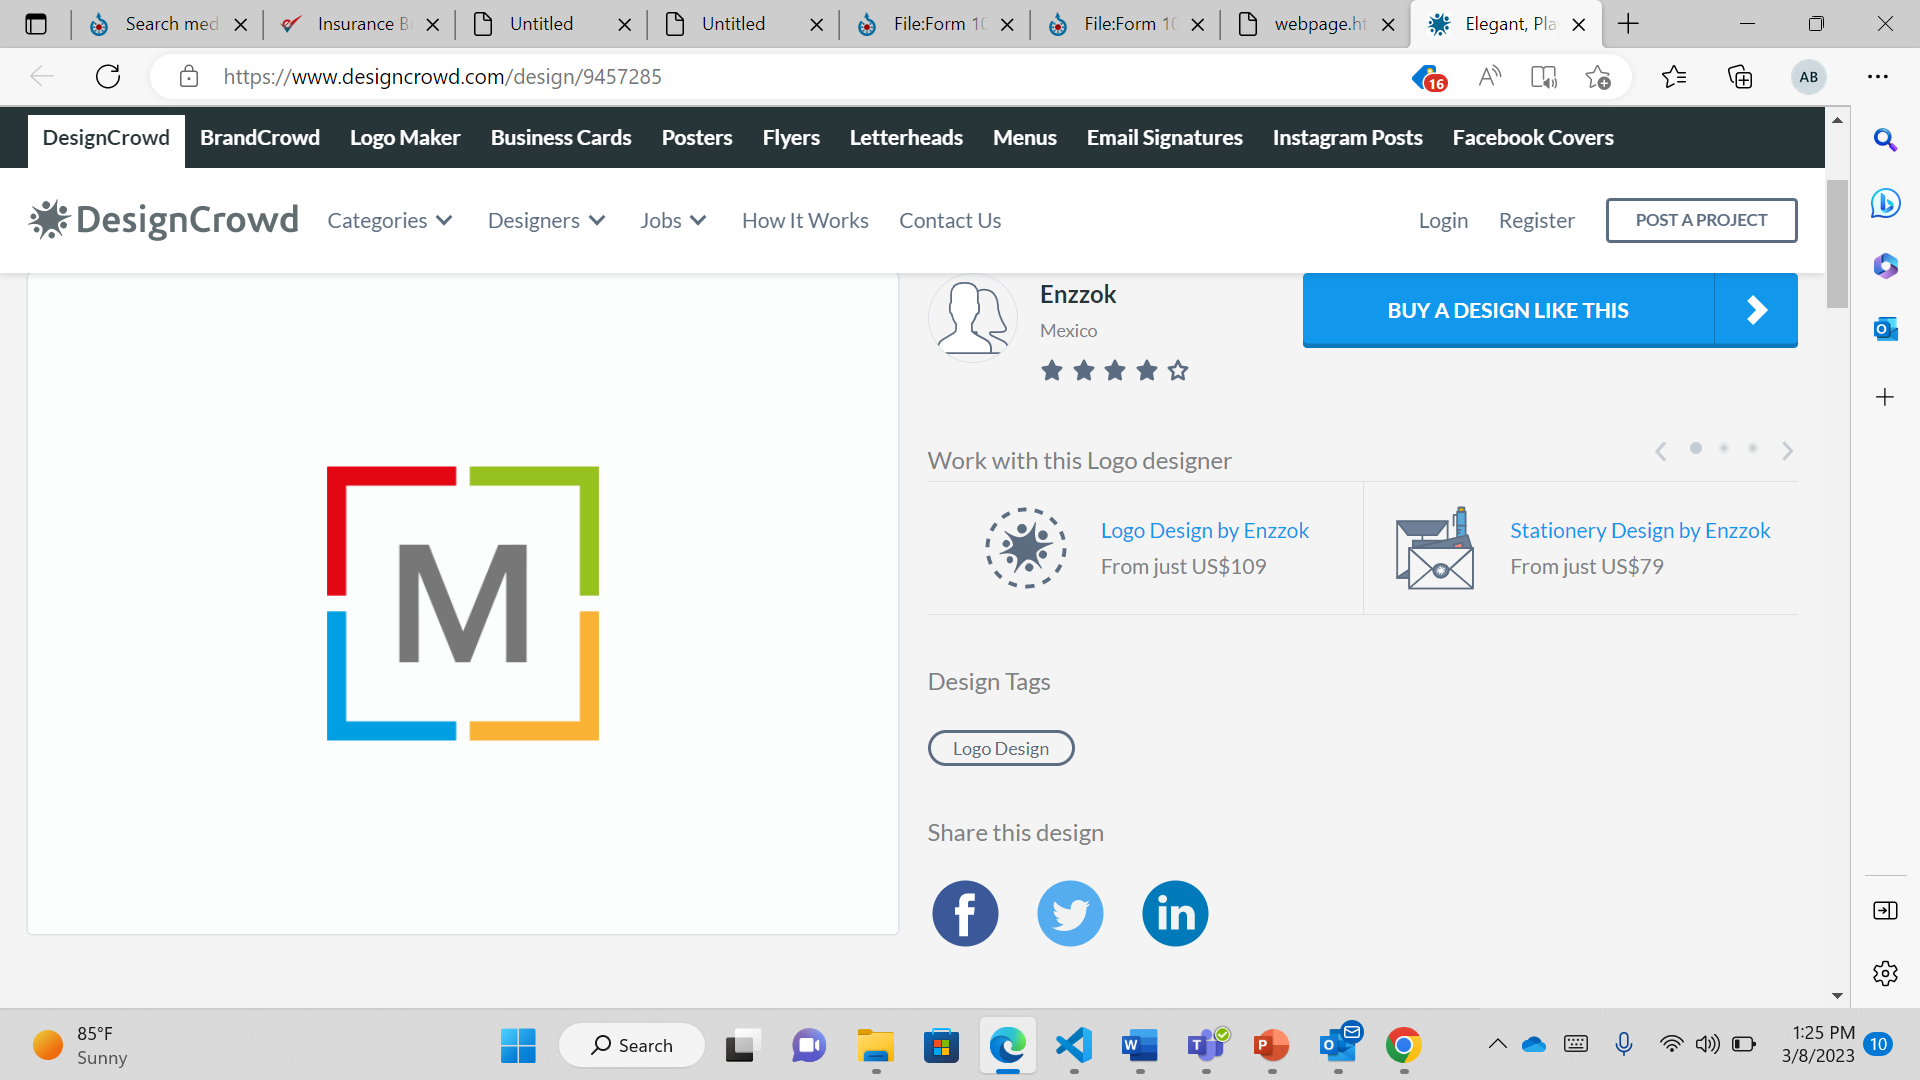 Search med
Insurance B
Untitled
Untitled
File:Form 10
File:Form 10
webpage.ht
Elegant, Pla
https://www.designcrowd.com/design/9457285
16
A
AB
DesignCrowd BrandCrowd Logo Maker Business Cards Posters Flyers Letterheads Menus Email Signatures Instagram Posts Facebook Covers
DesignCrowd Categories Designers Jobs How It Works Contact Us Login Register POST A PROJECT
Enzzok
Mexico
BUY A DESIGN LIKE THIS
M
Work with this Logo designer
Logo Design by Enzzok
From just US$109
Stationery Design by Enzzok
From just US$79
Design Tags
Logo Design
Share this design
f
in
85°F
Sunny
Search
W
T
P
O
1:25 PM
3/8/2023
10